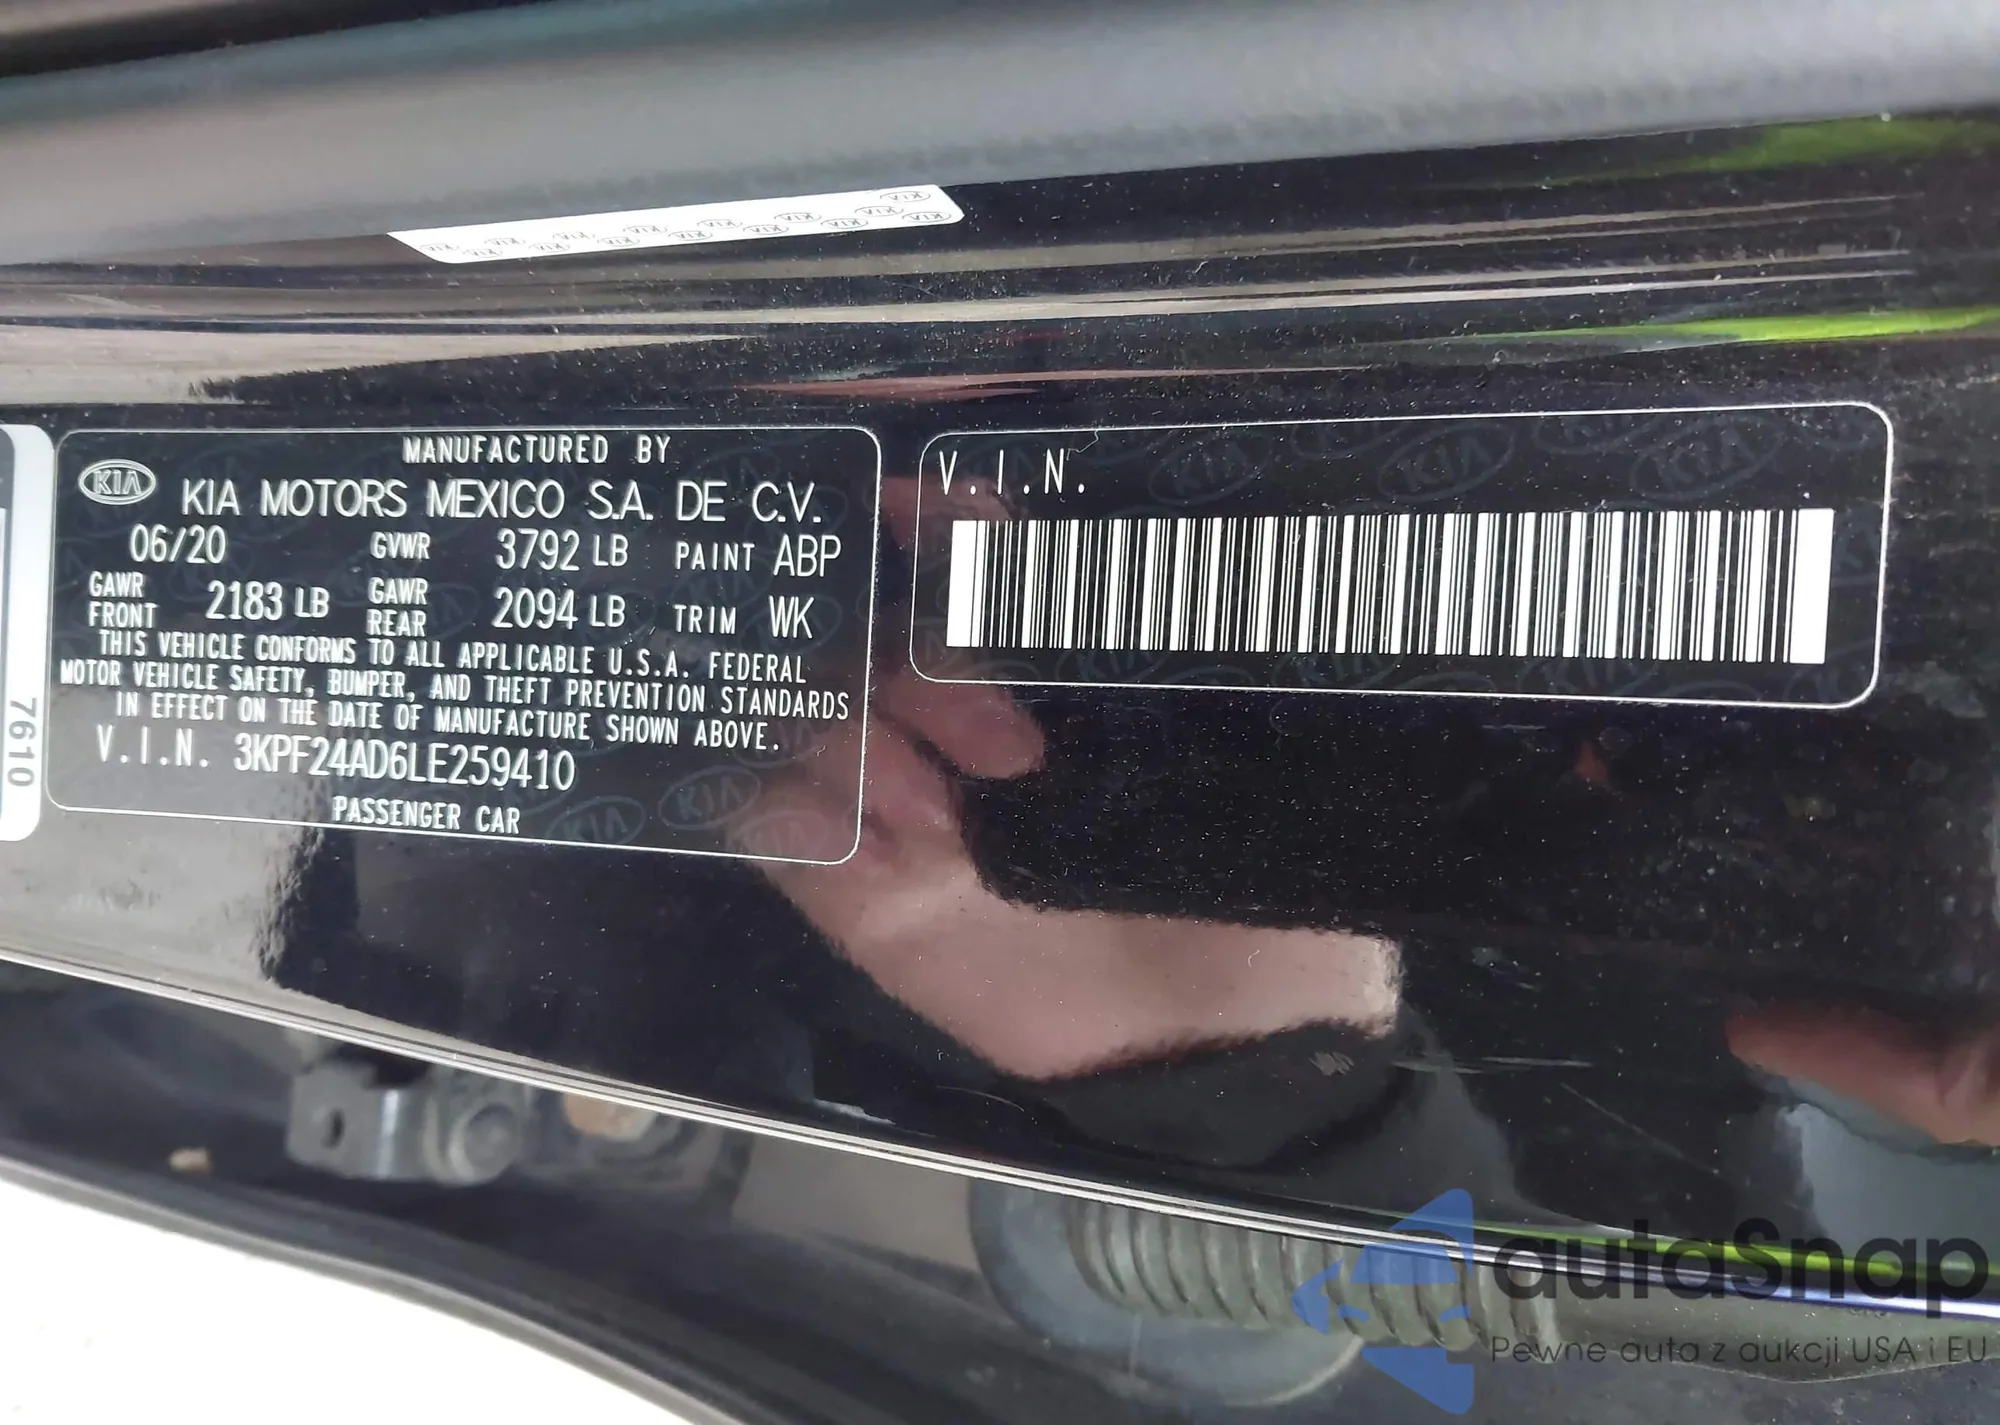 MANUFACTURED BY
KIA KIA MOTORS MEXICO S.A. DE C.V.
06/20 GVWR 3792 LB PAINT ABP
GAWR FRONT 2183 LB GAWR REAR 2094 LB TRIM WK
THIS VEHICLE CONFORMS TO ALL APPLICABLE U.S.A. FEDERAL
MOTOR VEHICLE SAFETY, BUMPER, AND THEFT PREVENTION STANDARDS
IN EFFECT ON THE DATE OF MANUFACTURE SHOWN ABOVE.
V.I.N. 3KPF24AD6LE259410
PASSENGER CAR
V.I.N.
7610
autaSnap
Pewne auta z aukcji USA i EU